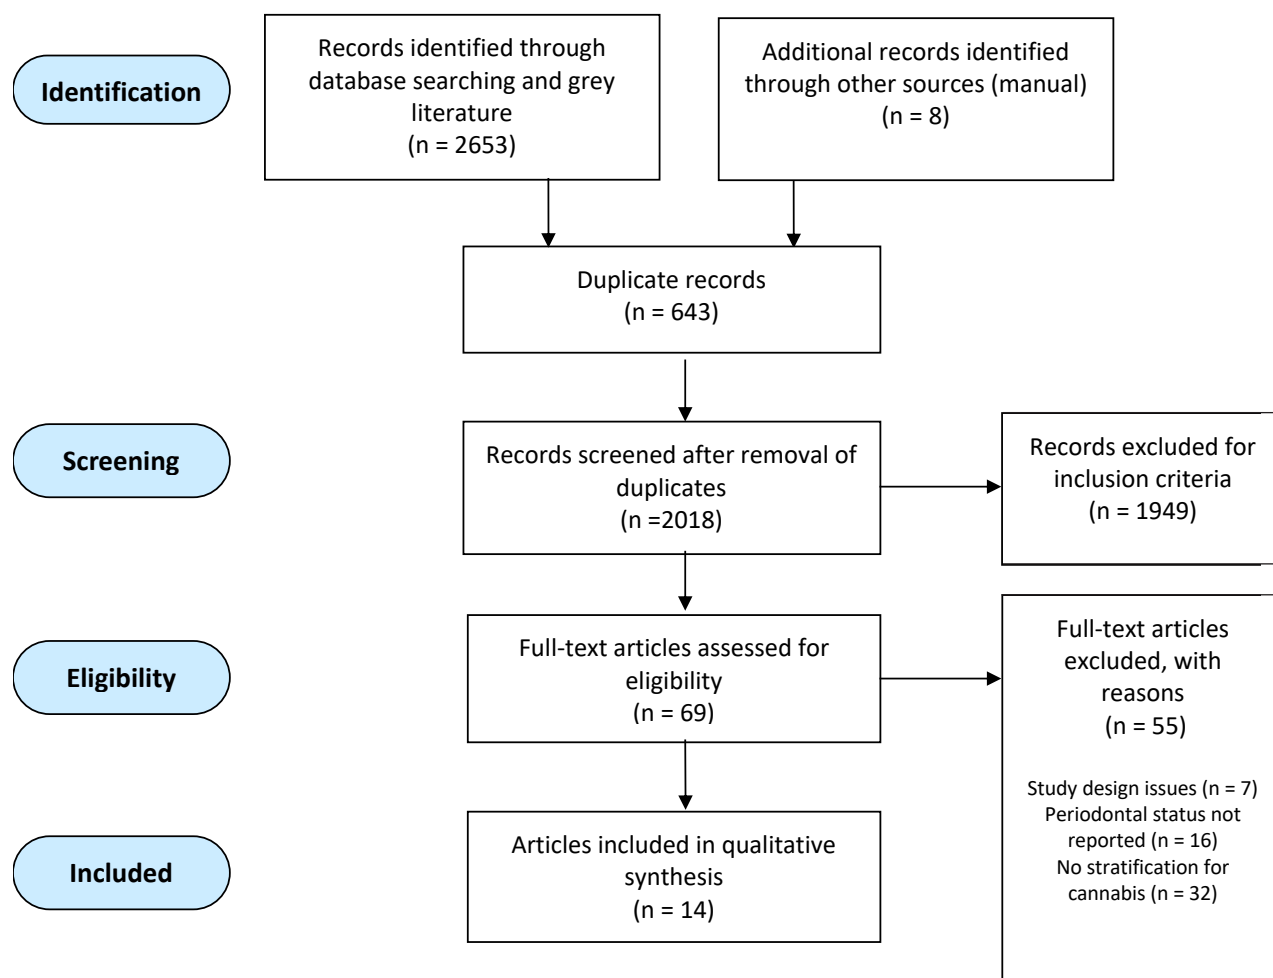 Identification
Records identified through
database searching and grey
literature
(n = 2653)
Additional records identified
through other sources (manual)
(n = 8)
Duplicate records
(n = 643)
Screening
Records screened after removal of
duplicates
(n =2018)
Records excluded for
inclusion criteria
(n = 1949)
Eligibility
Full-text articles assessed for
eligibility
(n = 69)
Full-text articles
excluded, with
reasons
(n = 55)
Study design issues (n = 7)
Periodontal status not
reported (n = 16)
No stratification for
cannabis (n = 32)
Included
Articles included in qualitative
synthesis
(n = 14)